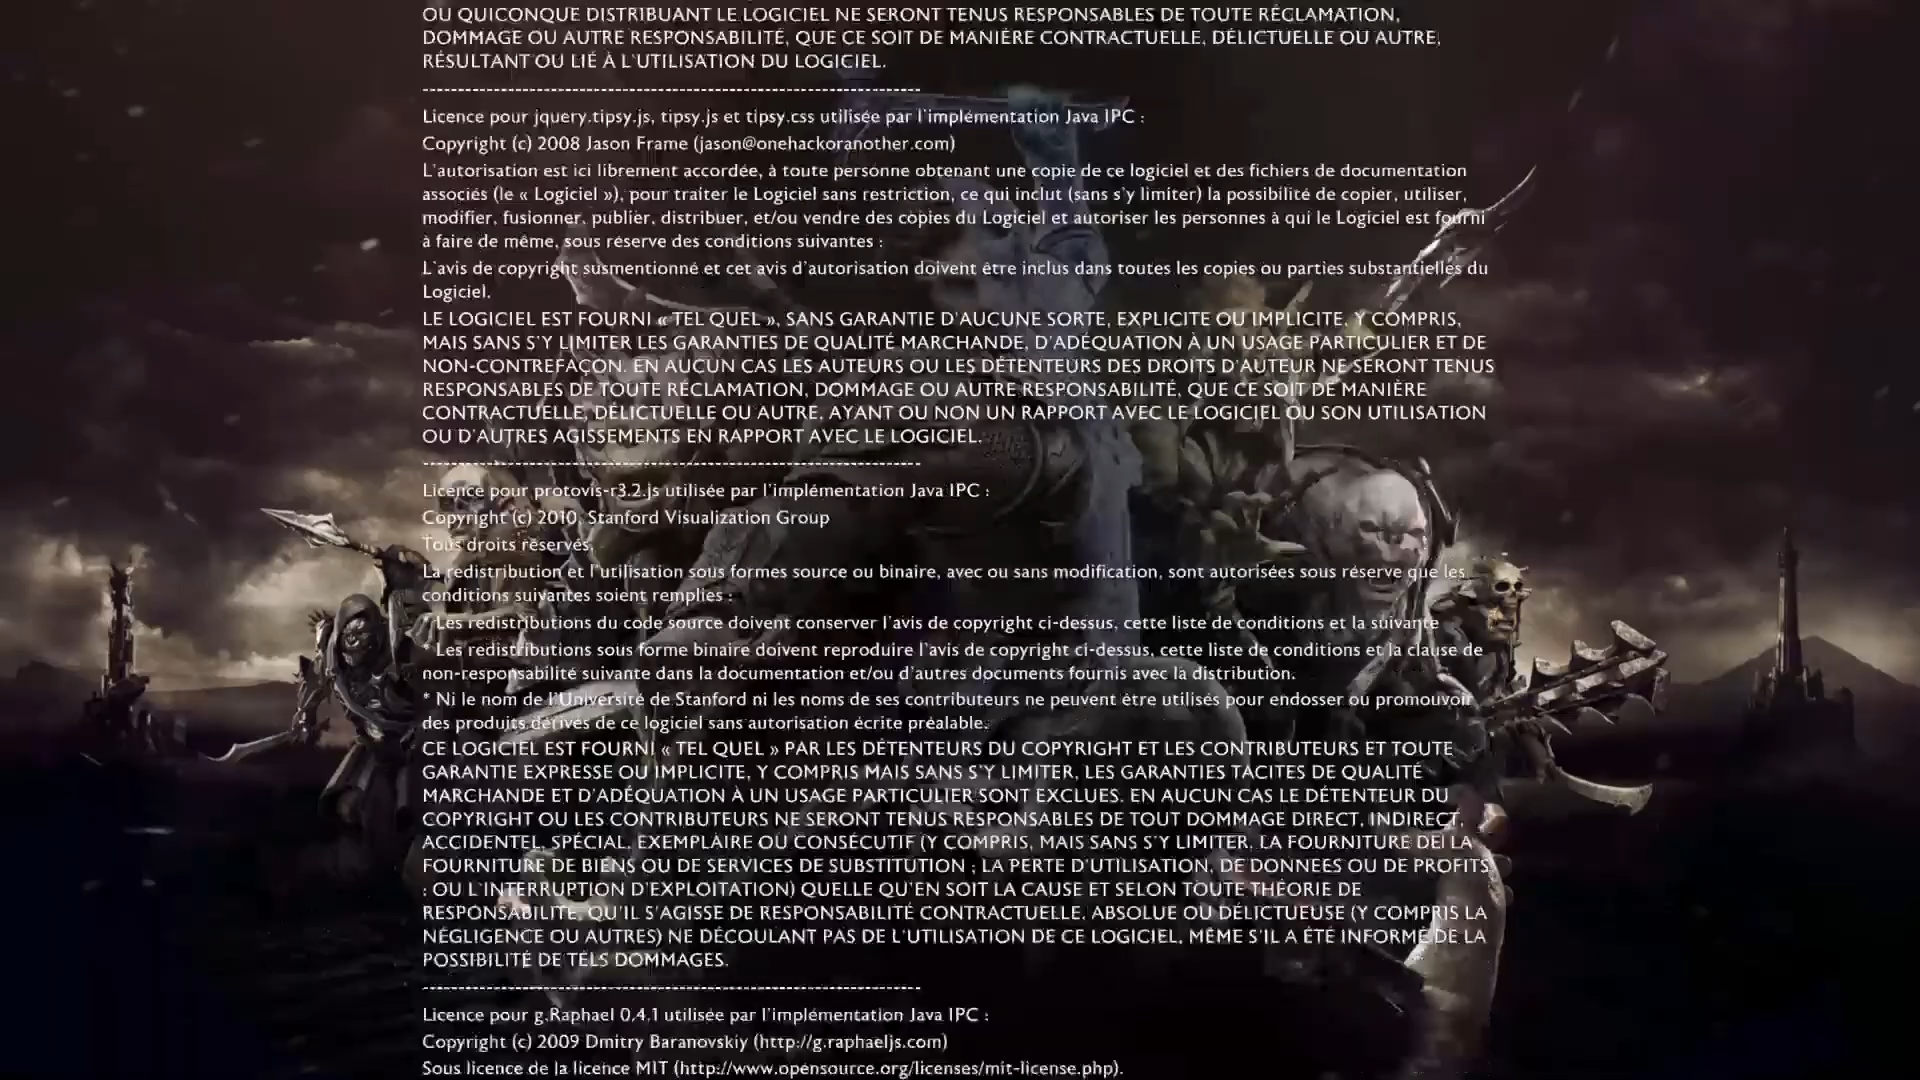 OU QUICONQUE DISTRIBUANT LE LOGICIEL NE SERONT TENUS RESPONSABLES DE TOUTE RÉCLAMATION,
DOMMAGE OU AUTRE RESPONSABILITÉ, QUE CE SOIT DE MANIÈRE CONTRACTUELLE, DÉLICTUELLE OU AUTRE,
RÉSULTANT OU LIÉ À L'UTILISATION DU LOGICIEL.
-----------------------------------------------------------------------------------
Licence pour jquery.tipsy.js, tipsy.js et tipsy.css utilisée par l'implémentation Java IPC :
Copyright (c) 2008 Jason Frame (jason@onehackoranother.com)
L'autorisation est ici librement accordée, à toute personne obtenant une copie de ce logiciel et des fichiers de documentation
associés (le « Logiciel »), pour traiter le Logiciel sans restriction, ce qui inclut (sans s'y limiter) la possibilité de copier, utiliser,
modifier, fusionner, publier, distribuer, et/ou vendre des copies du Logiciel et autoriser les personnes à qui le Logiciel est fourni
à faire de même, sous réserve des conditions suivantes :
L'avis de copyright susmentionné et cet avis d'autorisation doivent être inclus dans toutes les copies ou parties substantielles du
Logiciel.
LE LOGICIEL EST FOURNI « TEL QUEL », SANS GARANTIE D'AUCUNE SORTE, EXPLICITE OU IMPLICITE, Y COMPRIS,
MAIS SANS S'Y LIMITER LES GARANTIES DE QUALITÉ MARCHANDE, D'ADÉQUATION À UN USAGE PARTICULIER ET DE
NON-CONTREFAÇON. EN AUCUN CAS LES AUTEURS OU LES DÉTENTEURS DES DROITS D'AUTEUR NE SERONT TENUS
RESPONSABLES DE TOUTE RÉCLAMATION, DOMMAGE OU AUTRE RESPONSABILITÉ, QUE CE SOIT DE MANIÈRE
CONTRACTUELLE, DÉLICTUELLE OU AUTRE, AYANT OU NON UN RAPPORT AVEC LE LOGICIEL OU SON UTILISATION
OU D'AUTRES AGISSEMENTS EN RAPPORT AVEC LE LOGICIEL.
-----------------------------------------------------------------------------------
Licence pour protovis-r3.2.js utilisée par l'implémentation Java IPC :
Copyright (c) 2010, Stanford Visualization Group
Tous droits réservés.
La redistribution et l'utilisation sous formes source ou binaire, avec ou sans modification, sont autorisées sous réserve que les
conditions suivantes soient remplies :
* Les redistributions du code source doivent conserver l'avis de copyright ci-dessus, cette liste de conditions et la suivante
* Les redistributions sous forme binaire doivent reproduire l'avis de copyright ci-dessus, cette liste de conditions et la clause de
non-responsabilité suivante dans la documentation et/ou d'autres documents fournis avec la distribution.
* Ni le nom de l'Université de Stanford ni les noms de ses contributeurs ne peuvent être utilisés pour endosser ou promouvoir
des produits dérivés de ce logiciel sans autorisation écrite préalable.
CE LOGICIEL EST FOURNI « TEL QUEL » PAR LES DÉTENTEURS DU COPYRIGHT ET LES CONTRIBUTEURS ET TOUTE
GARANTIE EXPRESSE OU IMPLICITE, Y COMPRIS MAIS SANS S'Y LIMITER, LES GARANTIES TACITES DE QUALITÉ
MARCHANDE ET D'ADÉQUATION À UN USAGE PARTICULIER SONT EXCLUES. EN AUCUN CAS LE DÉTENTEUR DU
COPYRIGHT OU LES CONTRIBUTEURS NE SERONT TENUS RESPONSABLES DE TOUT DOMMAGE DIRECT, INDIRECT,
ACCIDENTEL, SPÉCIAL, EXEMPLAIRE OU CONSÉCUTIF (Y COMPRIS, MAIS SANS S'Y LIMITER, LA FOURNITURE DEI LA
FOURNITURE DE BIENS OU DE SERVICES DE SUBSTITUTION ; LA PERTE D'UTILISATION, DE DONNÉES OU DE PROFITS
; OU L'INTERRUPTION D'EXPLOITATION) QUELLE QU'EN SOIT LA CAUSE ET SELON TOUTE THÉORIE DE
RESPONSABILITÉ, QU'IL S'AGISSE DE RESPONSABILITÉ CONTRACTUELLE, ABSOLUE OU DÉLICTUEUSE (Y COMPRIS LA
NÉGLIGENCE OU AUTRES) NE DÉCOULANT PAS DE L'UTILISATION DE CE LOGICIEL, MÊME S'IL A ÉTÉ INFORMÉ DE LA
POSSIBILITÉ DE TELS DOMMAGES.
-----------------------------------------------------------------------------------
Licence pour g.Raphael 0.4.1 utilisée par l'implémentation Java IPC :
Copyright (c) 2009 Dmitry Baranovskiy (http://g.raphaeljs.com)
Sous licence de la licence MIT (http://www.opensource.org/licenses/mit-license.php).